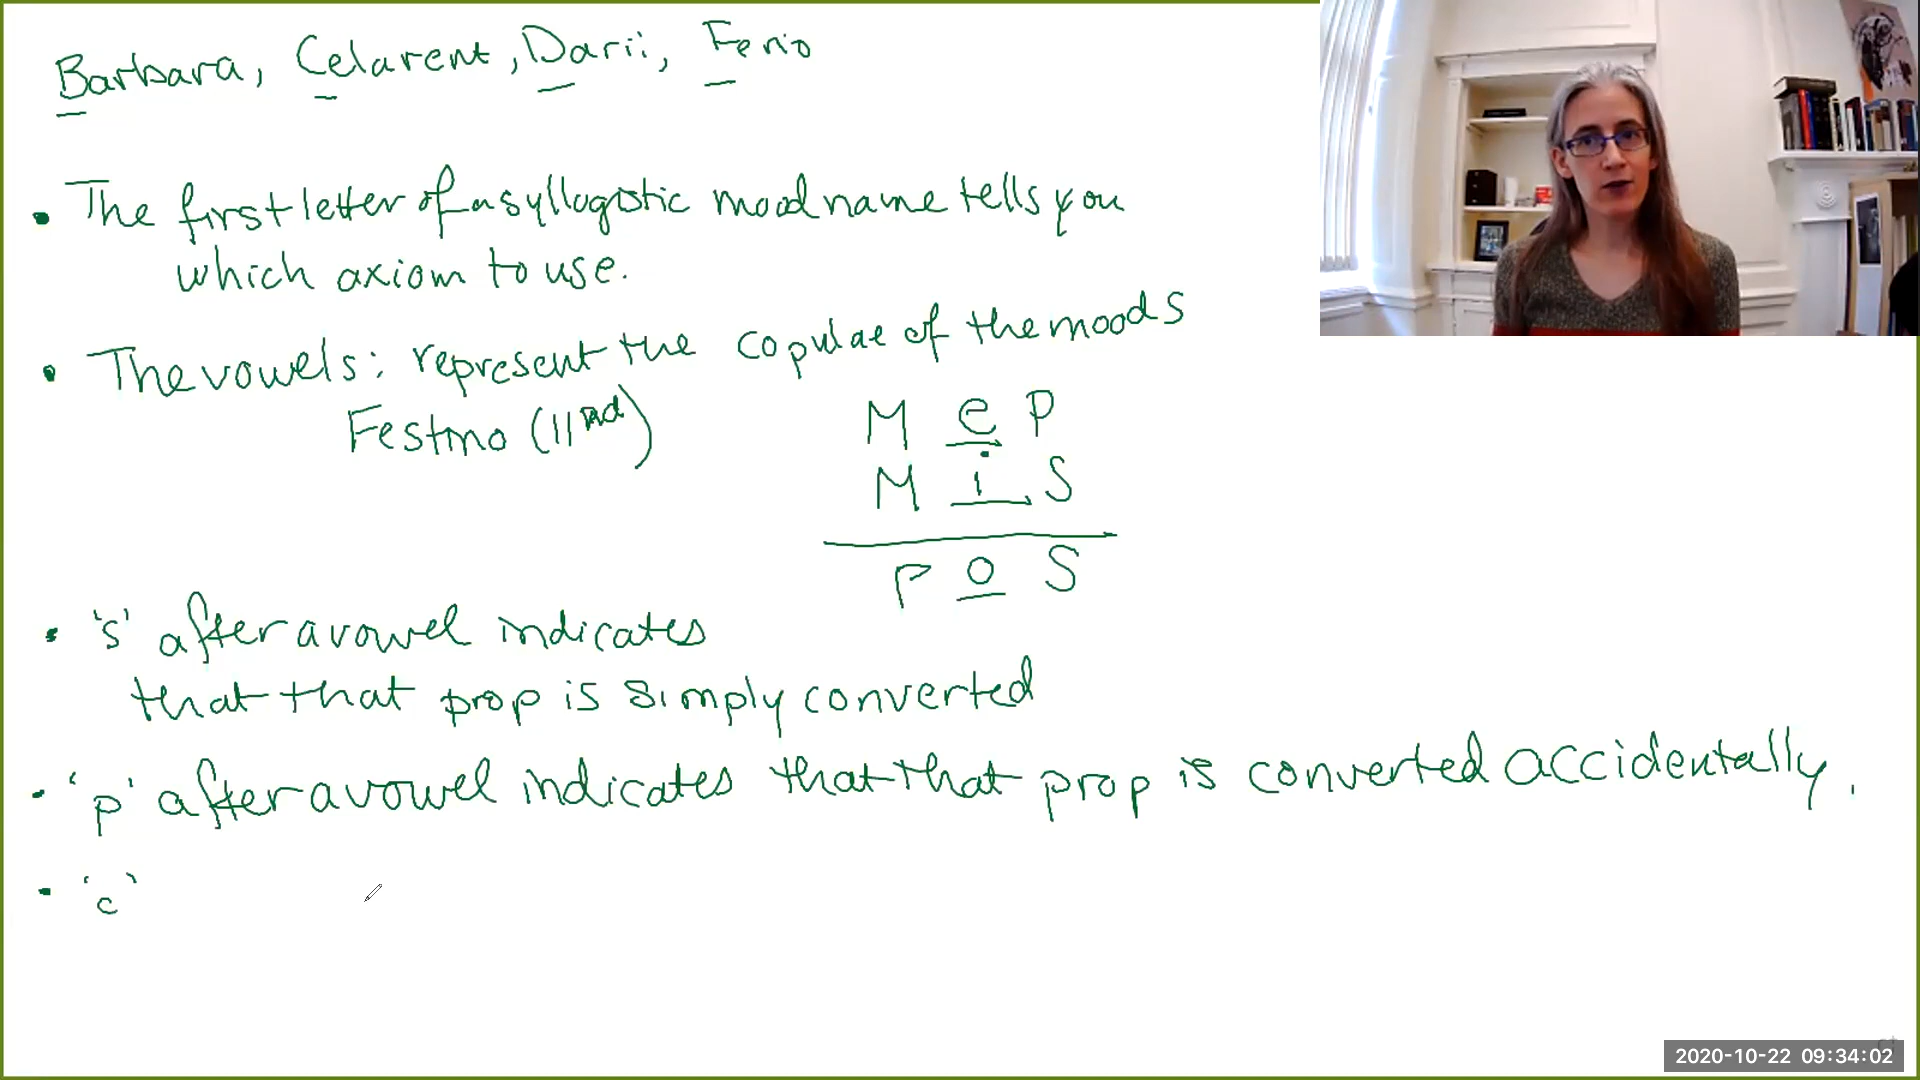 Barbara, Celarent, Darii, Ferio
• The first letter of a syllogistic mood name tells you
which axiom to use.
• The vowels: represent the copulae of the moods
Festino (IInd)
M e P
M i S
P o S
• 's' after a vowel indicates
that that prop is simply converted
• 'p' after a vowel indicates that that prop is converted accidentally.
• 'c'
2020-10-22 09:34:02